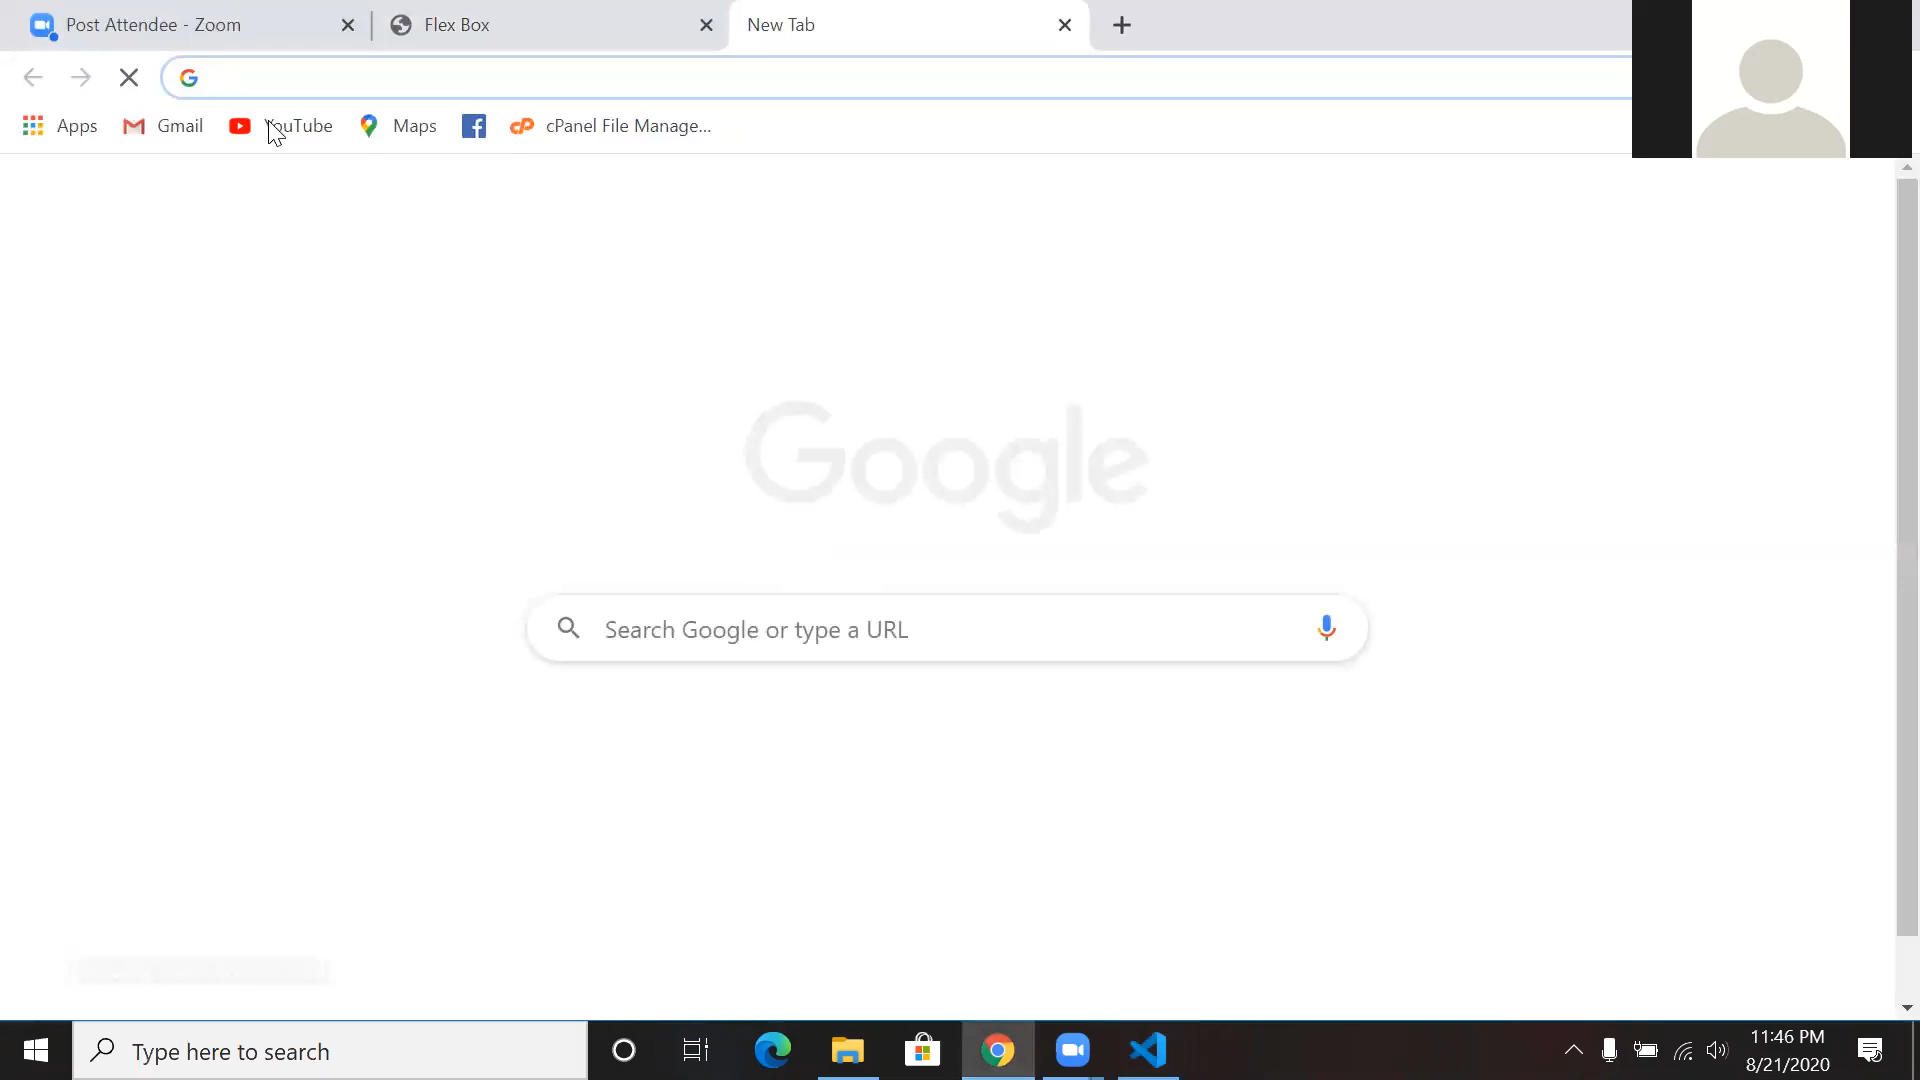 Post Attendee - Zoom
Flex Box
New Tab
Apps
Gmail
YouTube
Maps
cPanel File Manage...
Google
Search Google or type a URL
Type here to search
11:46 PM
8/21/2020